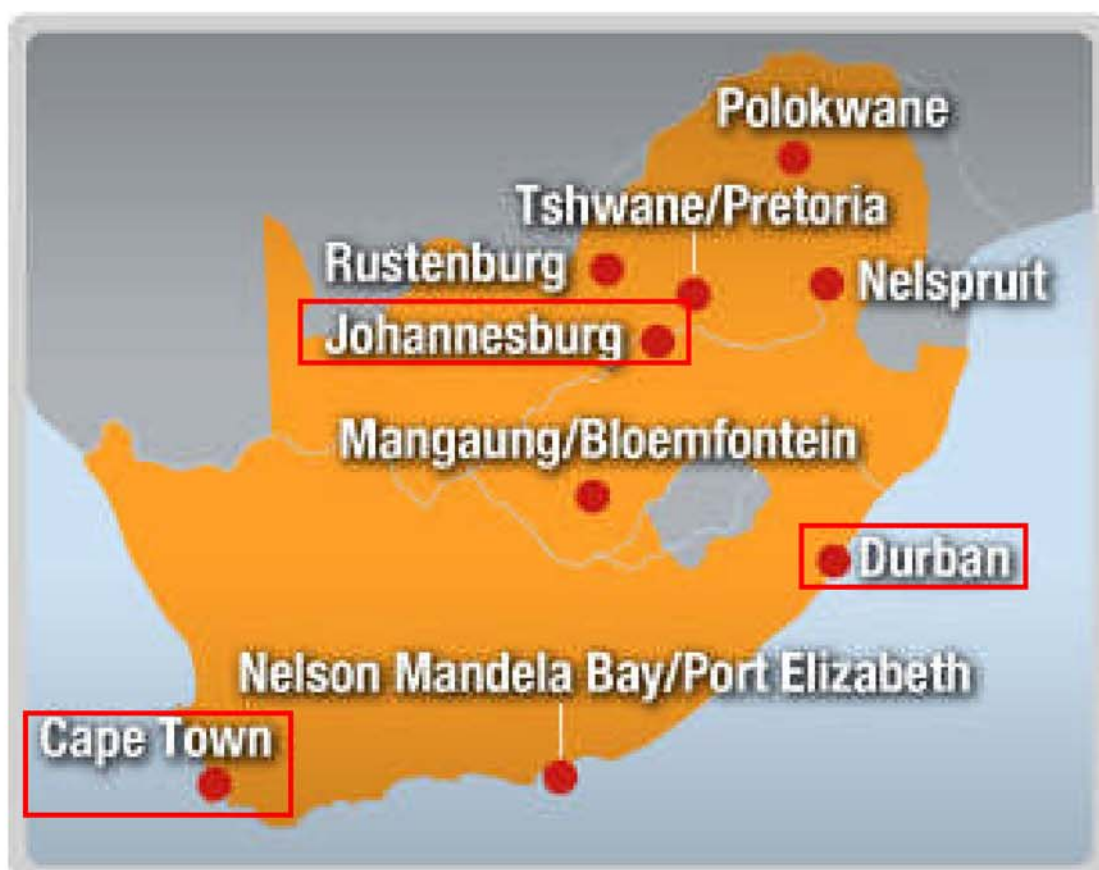 Polokwane
Tshwane/Pretoria
Rustenburg
Nelspruit
Johannesburg
Mangaung/Bloemfontein
Durban
Nelson Mandela Bay/Port Elizabeth
Cape Town